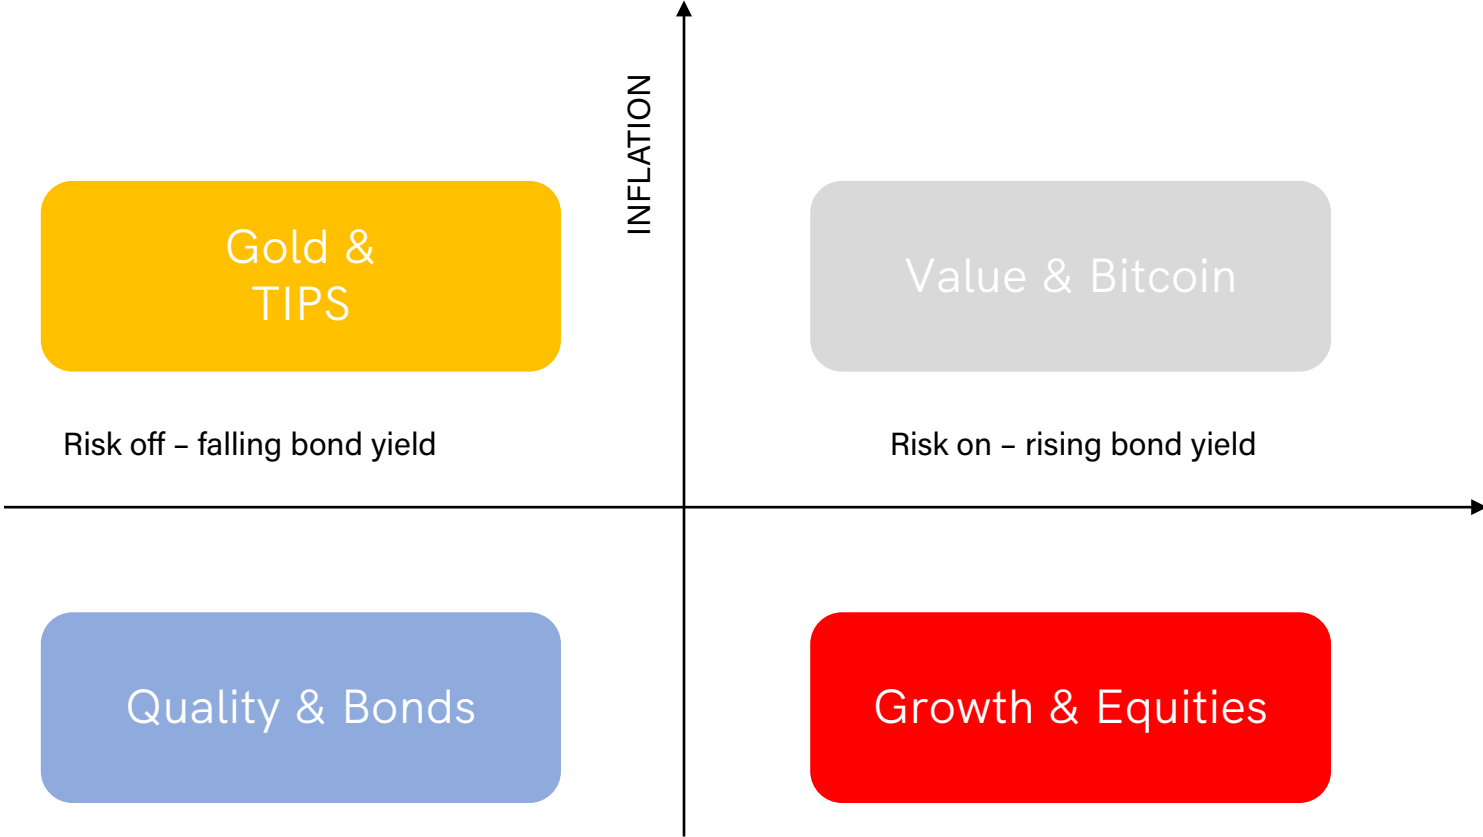 INFLATION
Gold &
TIPS
Value & Bitcoin
Risk off – falling bond yield
Risk on – rising bond yield
Quality & Bonds
Growth & Equities